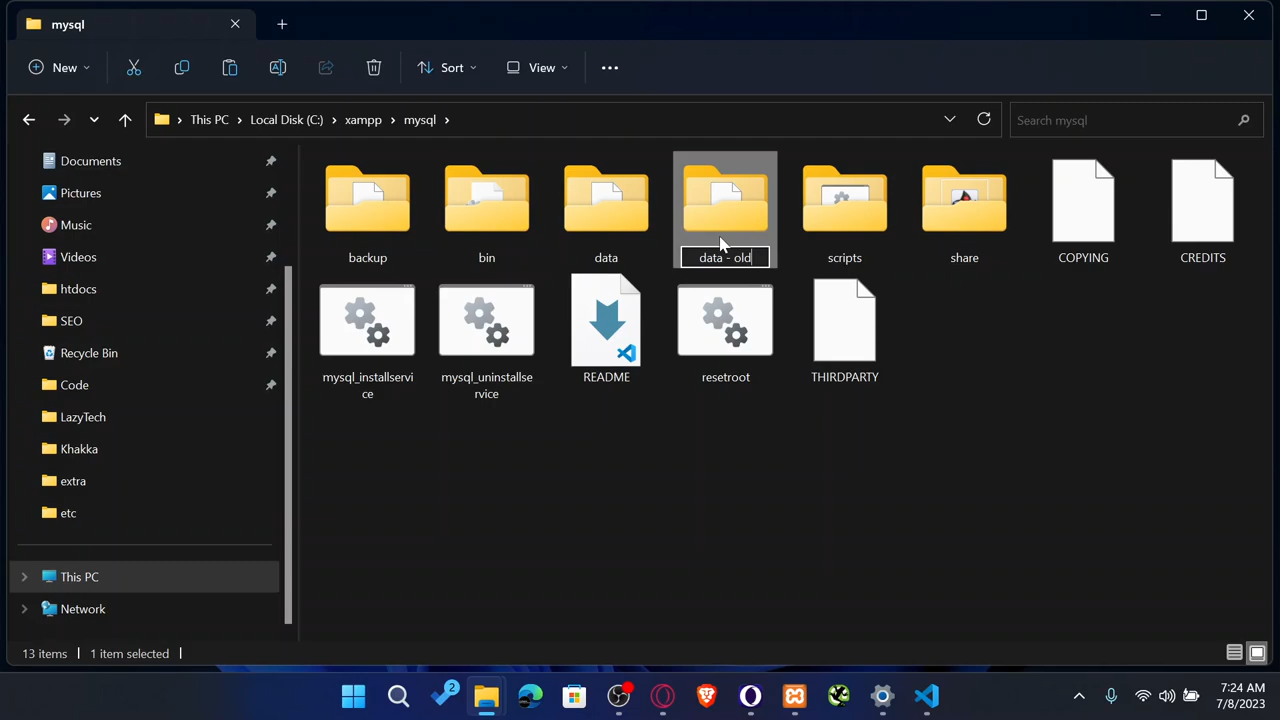 mysql
New
Sort
View
This PC
Local Disk (C:)
xampp
mysql
Search mysql
Documents
Pictures
Music
Videos
htdocs
SEO
Recycle Bin
Code
LazyTech
Khakka
extra
etc
This PC
Network
backup
bin
data
data - old
scripts
share
COPYING
CREDITS
mysql_installservi
ce
mysql_uninstallse
rvice
README
resetroot
THIRDPARTY
13 items
1 item selected
2
7:24 AM
7/8/2023